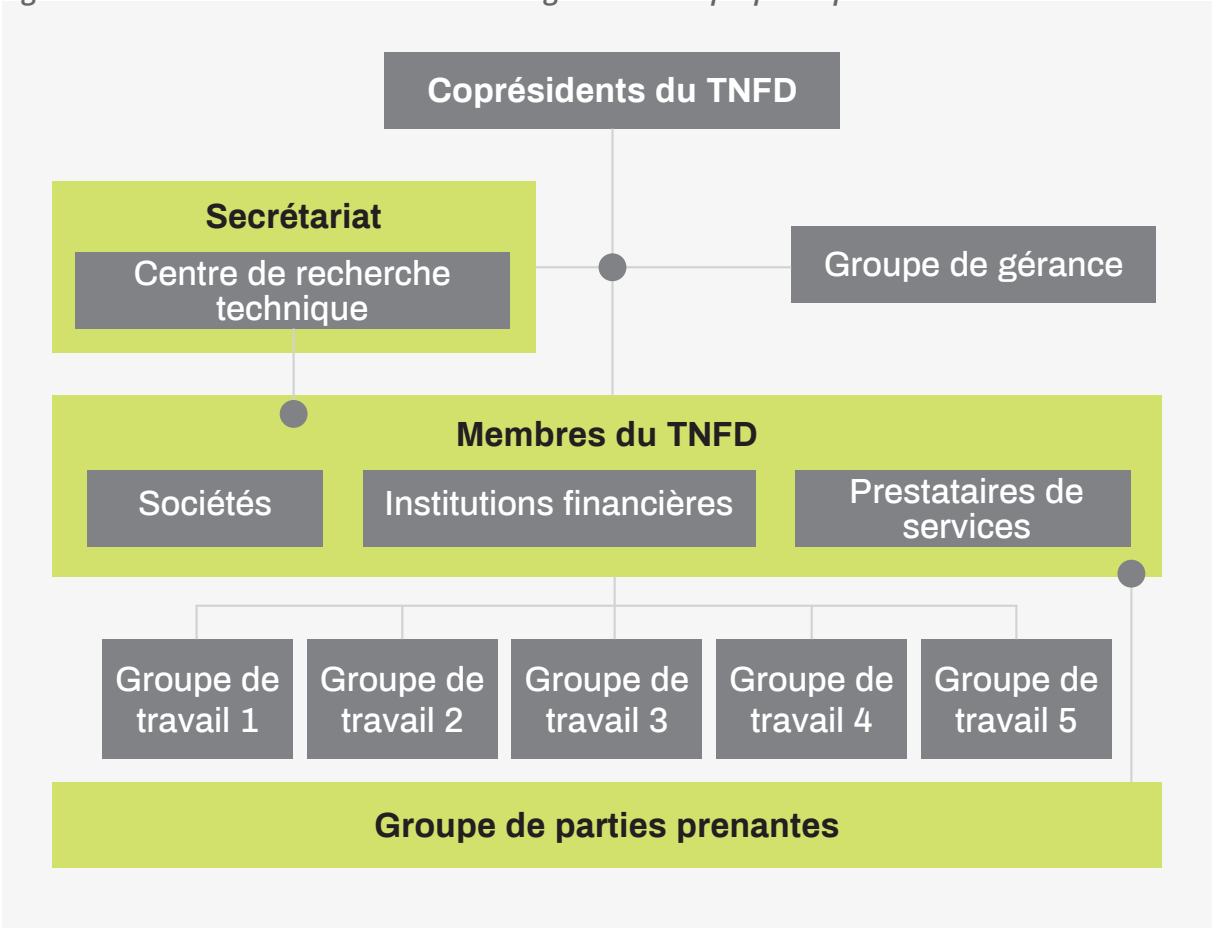 Coprésidents du TNFD
Secrétariat
Centre de recherche
technique
Groupe de gérance
Membres du TNFD
Sociétés
Institutions financières
Prestataires de
services
Groupe de
travail 1
Groupe de
travail 2
Groupe de
travail 3
Groupe de
travail 4
Groupe de
travail 5
Groupe de parties prenantes